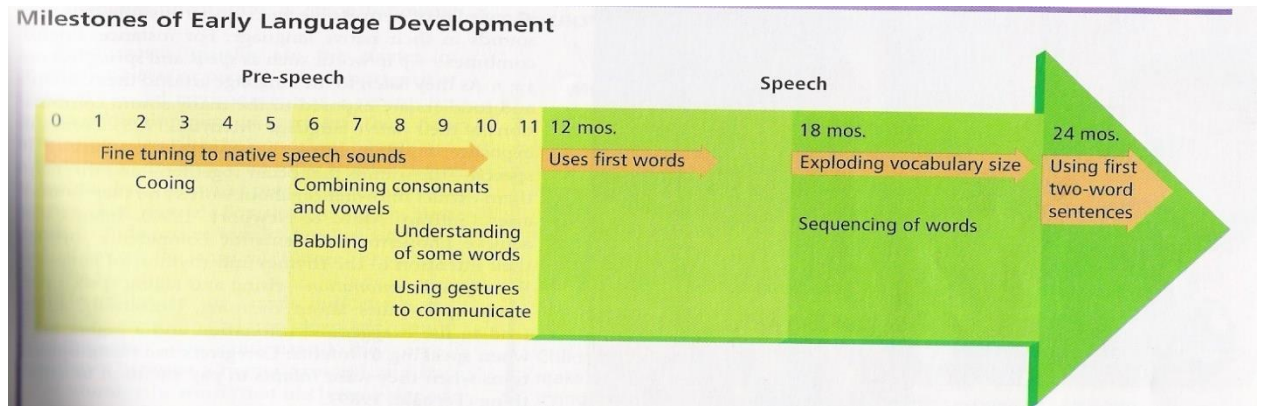 Milestones of Early Language Development
Pre-speech
Speech
0 1 2 3 4 5 6 7 8 9 10 11 12 mos.
18 mos.
24 mos.
Fine tuning to native speech sounds
Uses first words
Exploding vocabulary size
Using first
two-word
sentences
Cooing
Combining consonants
and vowels
Babbling
Understanding
of some words
Using gestures
to communicate
Sequencing of words